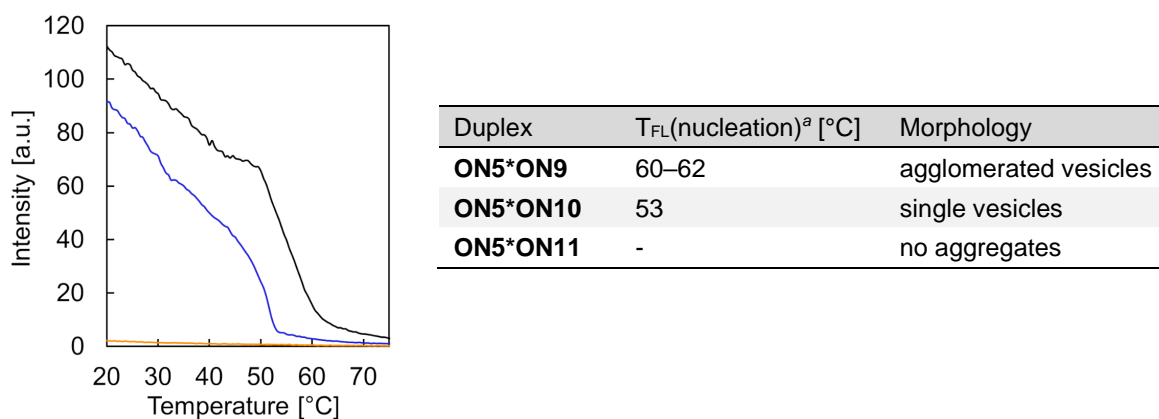 120
100
80
60
40
20
0
Intensity [a.u.]
20 30 40 50 60 70
Temperature [°C]
Duplex T_FL(nucleation)^a [°C] Morphology
ON5*ON9 60–62 agglomerated vesicles
ON5*ON10 53 single vesicles
ON5*ON11 - no aggregates